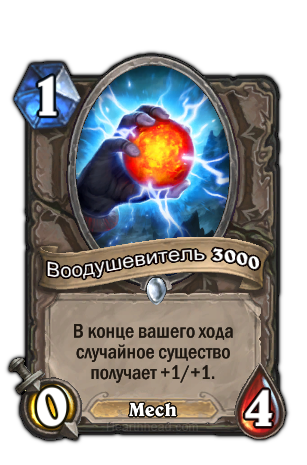 1
Воодушевитель 3000
В конце вашего хода
случайное существо
получает +1/+1.
0
Mech
4